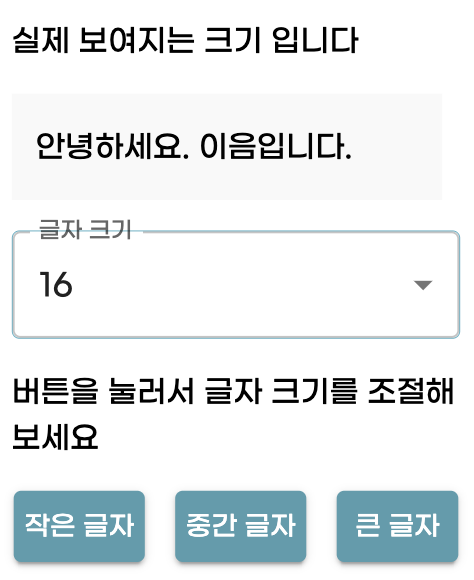 실제 보여지는 크기 입니다
안녕하세요. 이음입니다.
글자 크기
16
버튼을 눌러서 글자 크기를 조절해
보세요
작은 글자 중간 글자 큰 글자